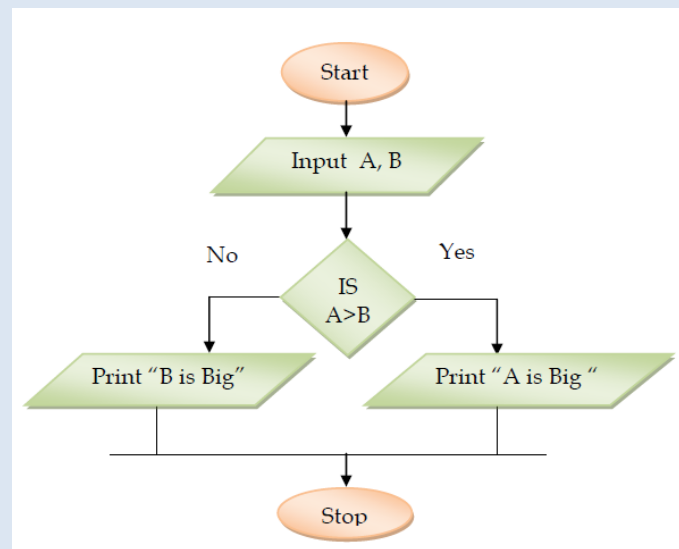 Start
Input A, B
No
Yes
IS
A>B
Print “B is Big”
Print “A is Big “
Stop